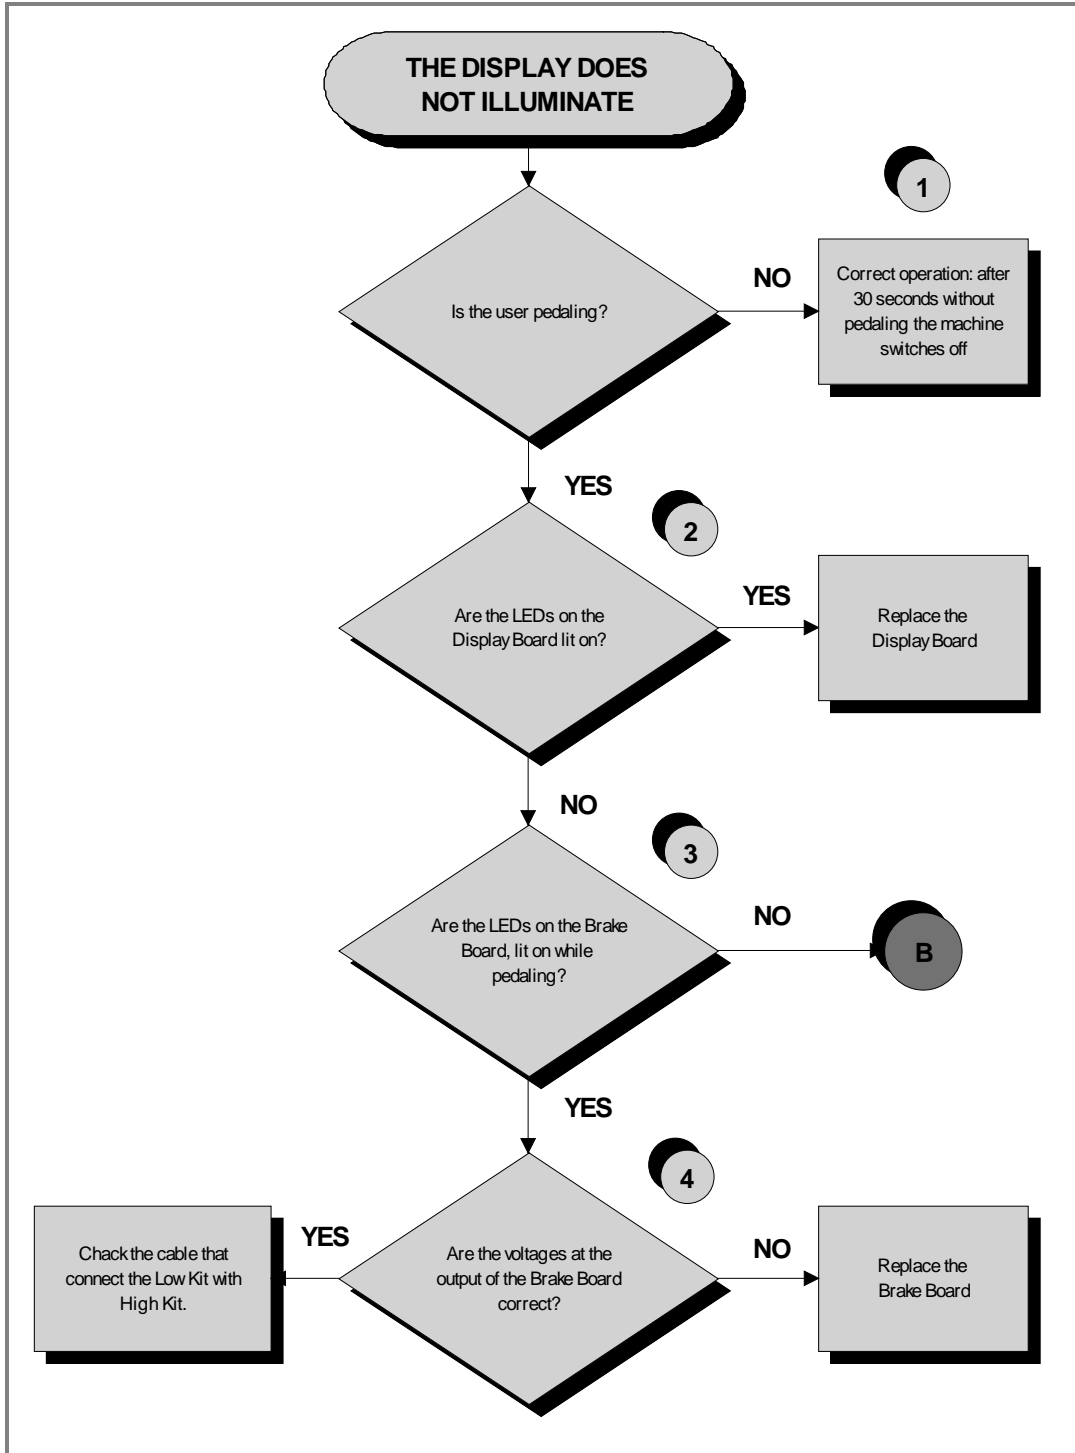 THE DISPLAY DOES
NOT ILLUMINATE
1
Is the user pedaling?
NO
Correct operation: after
30 seconds without
pedaling the machine
switches off
YES
2
Are the LEDs on the
Display Board lit on?
YES
Replace the
Display Board
NO
3
Are the LEDs on the Brake
Board, lit on while
pedaling?
NO
B
YES
4
Are the voltages at the
output of the Brake Board
correct?
YES
Chack the cable that
connect the Low Kit with
High Kit.
NO
Replace the
Brake Board